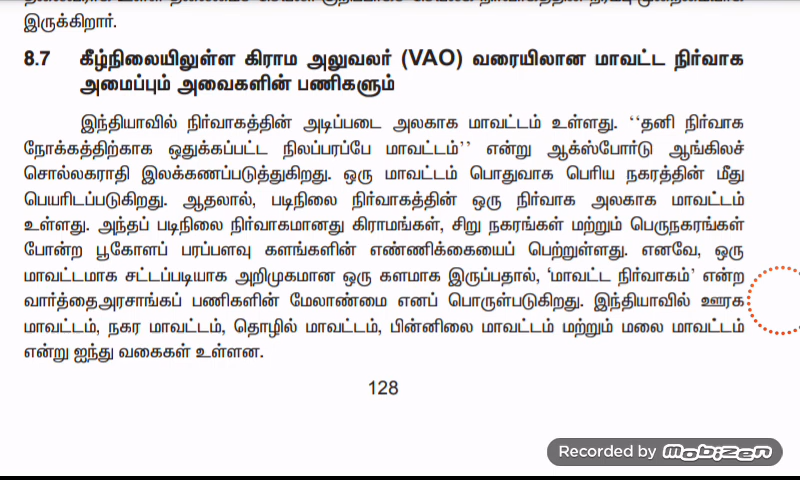 இருக்கிறார்.
8.7 கீழ்நிலையிலுள்ள கிராம அலுவலர் (VAO) வரையிலான மாவட்ட நிர்வாக
அமைப்பும் அவைகளின் பணிகளும்
இந்தியாவில் நிர்வாகத்தின் அடிப்படை அலகாக மாவட்டம் உள்ளது. ‘‘தனி நிர்வாக
நோக்கத்திற்காக ஒதுக்கப்பட்ட நிலப்பரப்பே மாவட்டம்’’ என்று ஆக்ஸ்போர்டு ஆங்கிலச்
சொல்லகராதி இலக்கணப்படுத்துகிறது. ஒரு மாவட்டம் பொதுவாக பெரிய நகரத்தின் மீது
பெயரிடப்படுகிறது. ஆதலால், படிநிலை நிர்வாகத்தின் ஒரு நிர்வாக அலகாக மாவட்டம்
உள்ளது. அந்தப் படிநிலை நிர்வாகமானது கிராமங்கள், சிறு நகரங்கள் மற்றும் பெருநகரங்கள்
போன்ற பூகோளப் பரப்பளவு களங்களின் எண்ணிக்கையைப் பெற்றுள்ளது. எனவே, ஒரு
மாவட்டமாக சட்டப்படியாக அறிமுகமான ஒரு களமாக இருப்பதால், ‘மாவட்ட நிர்வாகம்’ என்ற
வார்த்தைஅரசாங்கப் பணிகளின் மேலாண்மை எனப் பொருள்படுகிறது. இந்தியாவில் ஊரக
மாவட்டம், நகர மாவட்டம், தொழில் மாவட்டம், பின்னிலை மாவட்டம் மற்றும் மலை மாவட்டம்
என்று ஐந்து வகைகள் உள்ளன.
128
Recorded by mobizen